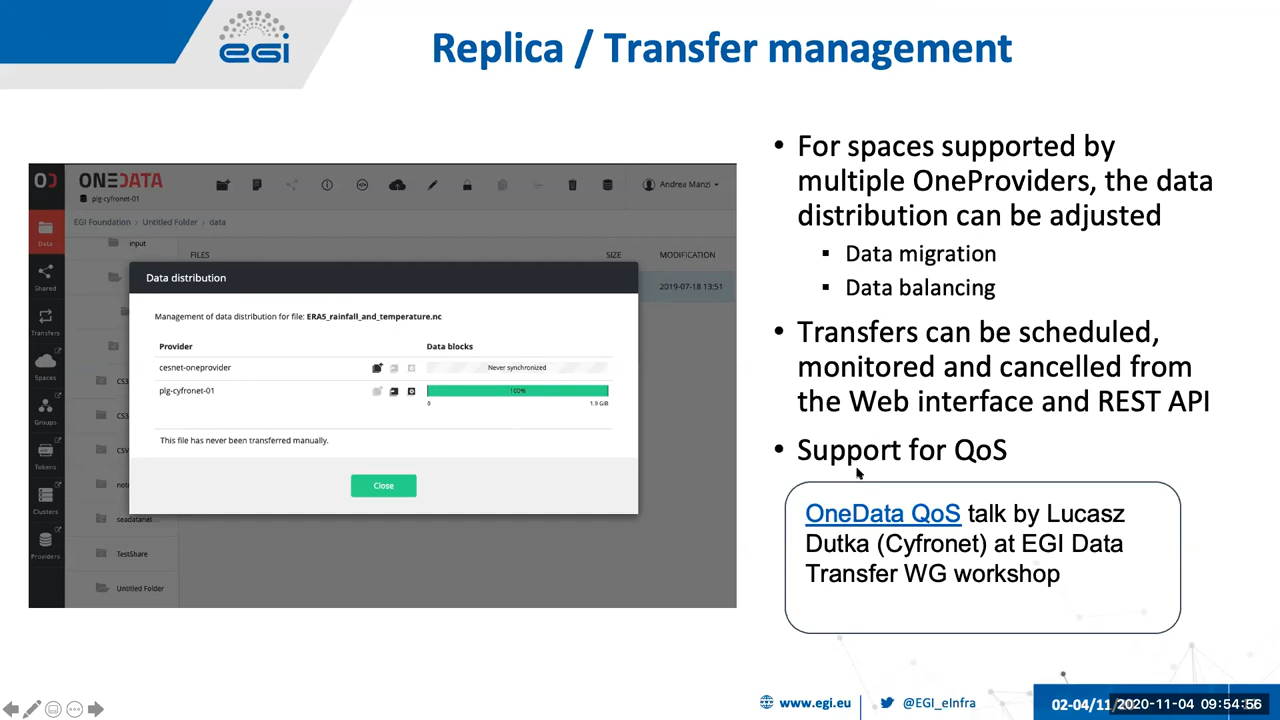 EGI
Replica / Transfer management
OD
ONEDATA
plg-cyfronet-01
Andrea Manzi
EGI Foundation > Untitled Folder > data
Data
Shared
Transfers
Spaces
Groups
Tokens
Clusters
Providers
input
TestShare
Untitled Folder
FILES
SIZE
MODIFICATION
2019-07-18 13:51
Data distribution
Management of data distribution for file: ERA5_rainfall_and_temperature.nc
Provider
Data blocks
cesnet-oneprovider
Never synchronized
plg-cyfronet-01
100%
0
1.9 GiB
This file has never been transferred manually.
Close
• For spaces supported by
multiple OneProviders, the data
distribution can be adjusted
▪ Data migration
▪ Data balancing
• Transfers can be scheduled,
monitored and cancelled from
the Web interface and REST API
• Support for QoS
OneData QoS talk by Lucasz
Dutka (Cyfronet) at EGI Data
Transfer WG workshop
www.egi.eu
@EGI_eInfra
02-04/11/
2020-11-04 09:54:56